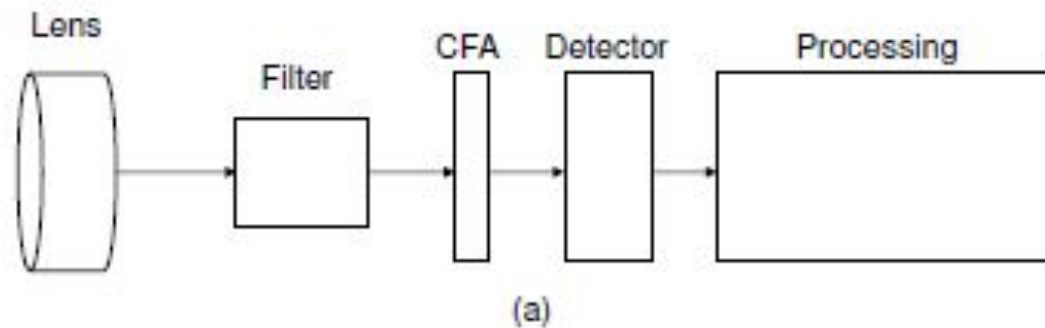 Lens
Filter
CFA
Detector
Processing
(a)